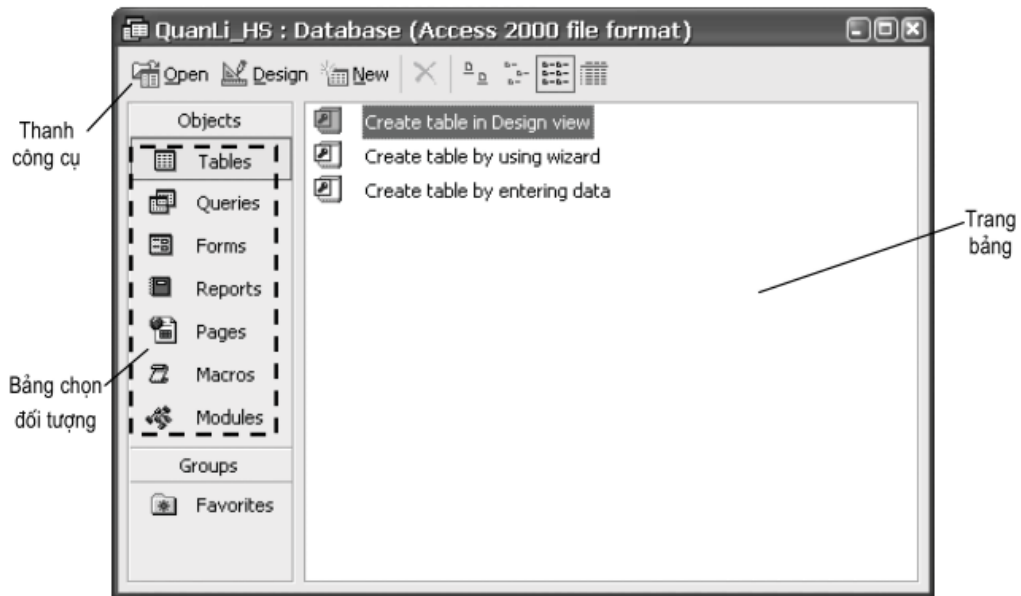 QuanLi_HS : Database (Access 2000 file format)
Open Design New
Thanh
công cụ
Objects
Tables
Queries
Forms
Reports
Pages
Macros
Modules
Groups
Favorites
Create table in Design view
Create table by using wizard
Create table by entering data
Trang
bảng
Bảng chọn
đối tượng